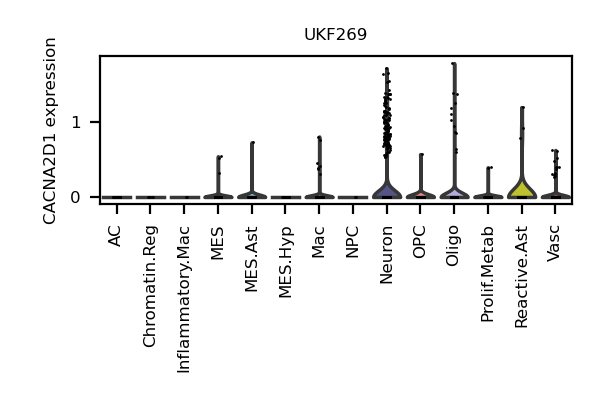 UKF269
CACNA2D1 expression
1
0
AC
Chromatin.Reg
Inflammatory.Mac
MES
MES.Ast
MES.Hyp
Mac
NPC
Neuron
OPC
Oligo
Prolif.Metab
Reactive.Ast
Vasc